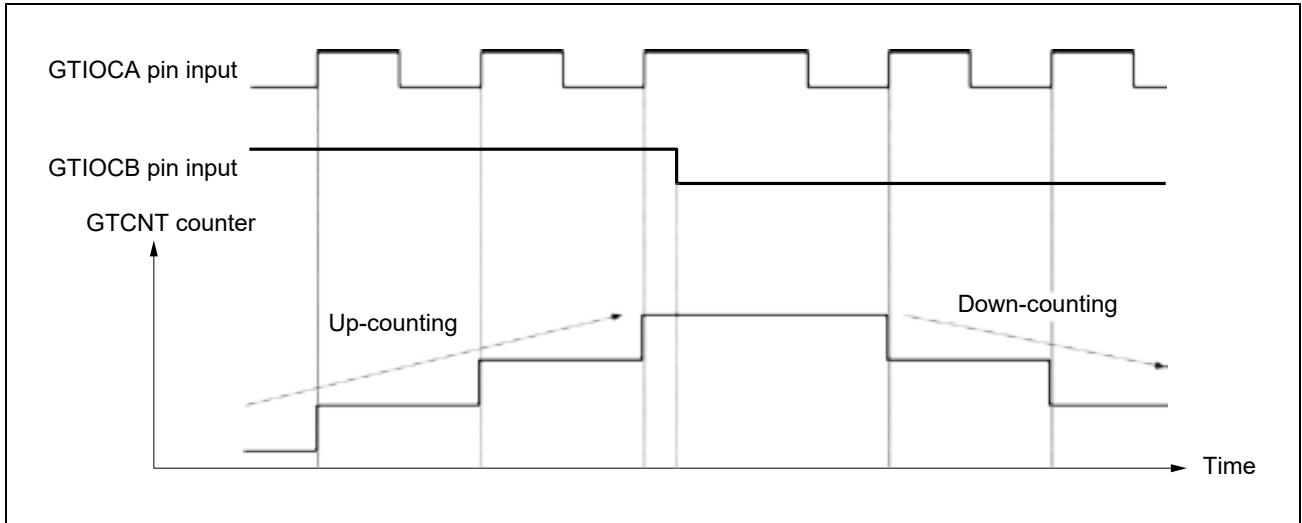 GTIOCA pin input
GTIOCB pin input
GTCNT counter
Up-counting
Down-counting
Time